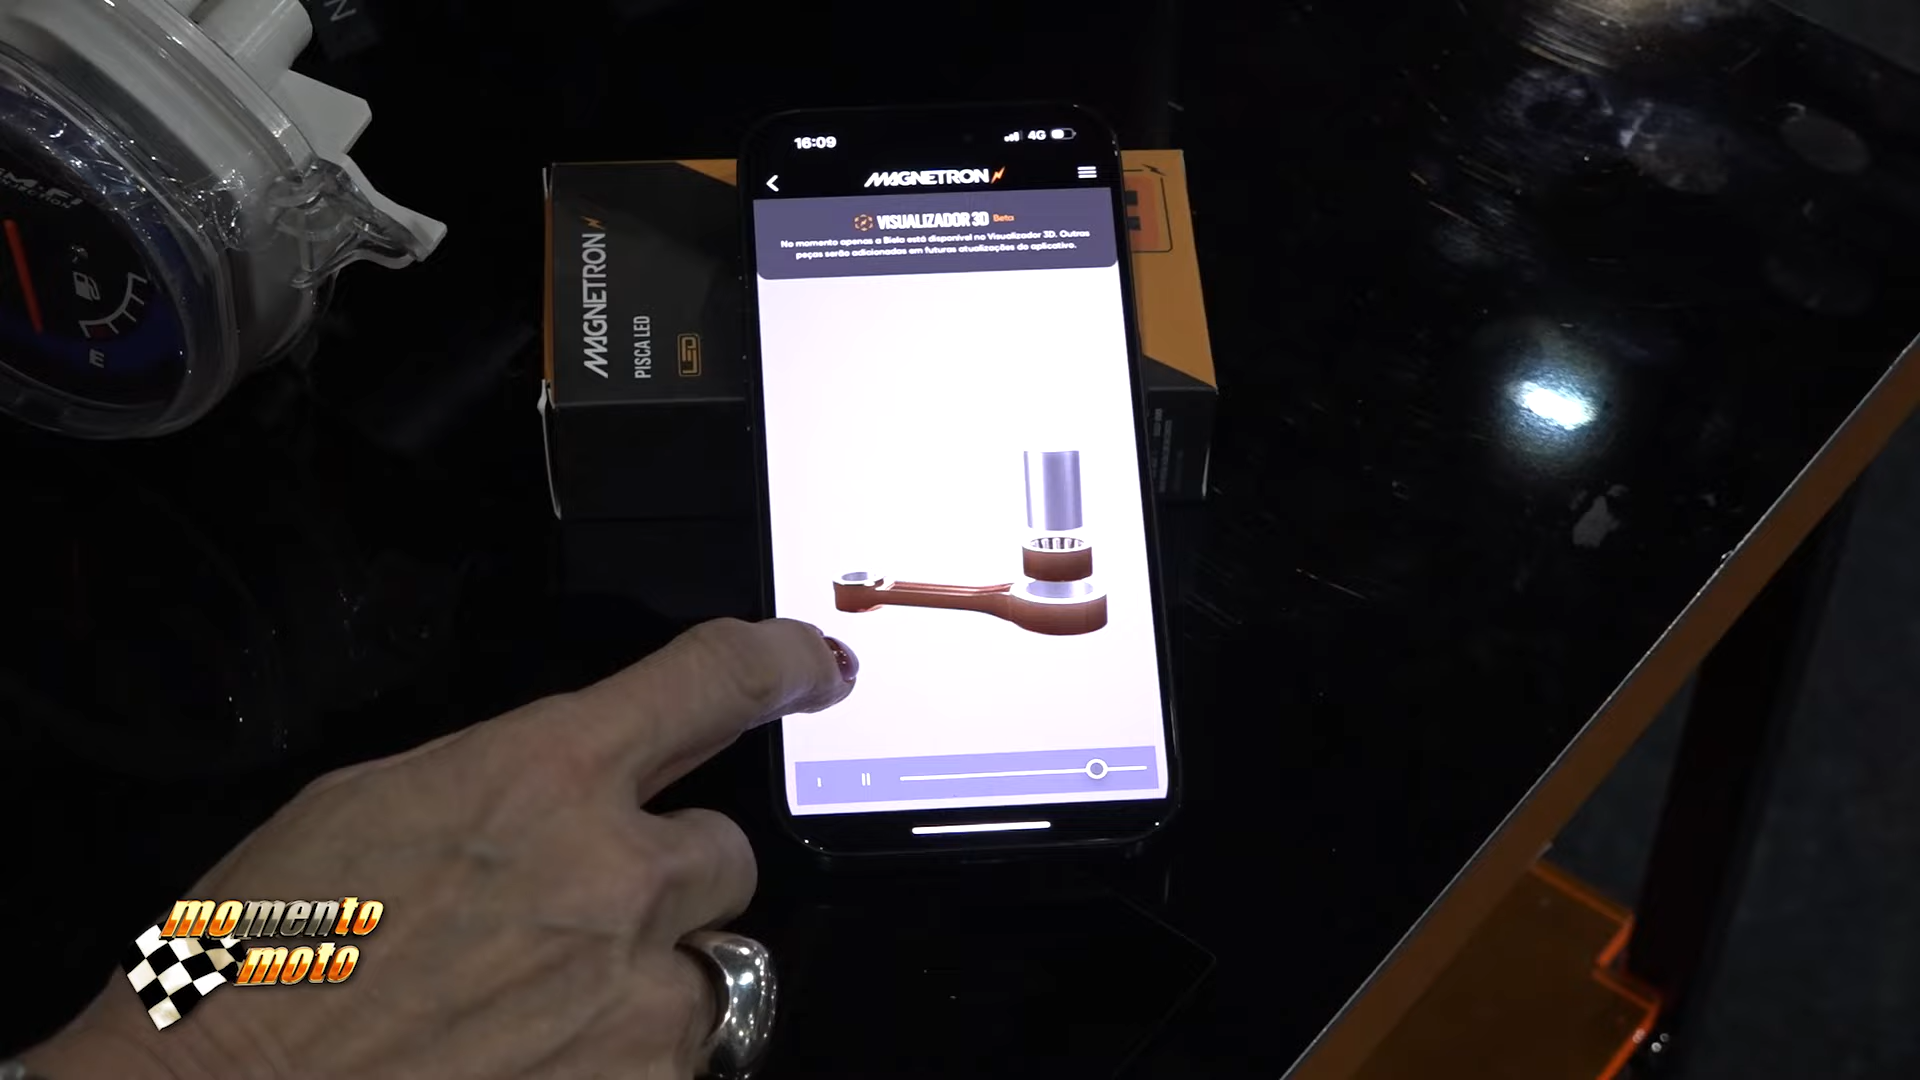 16:09
4G
MAGNETRON
VISUALIZADOR 3D Beta
No momento apenas a Biela está disponível no Visualizador 3D. Outras
peças serão adicionadas em futuras atualizações do aplicativo.
MAGNETRON
PISCA LED
LED
E
momento
moto